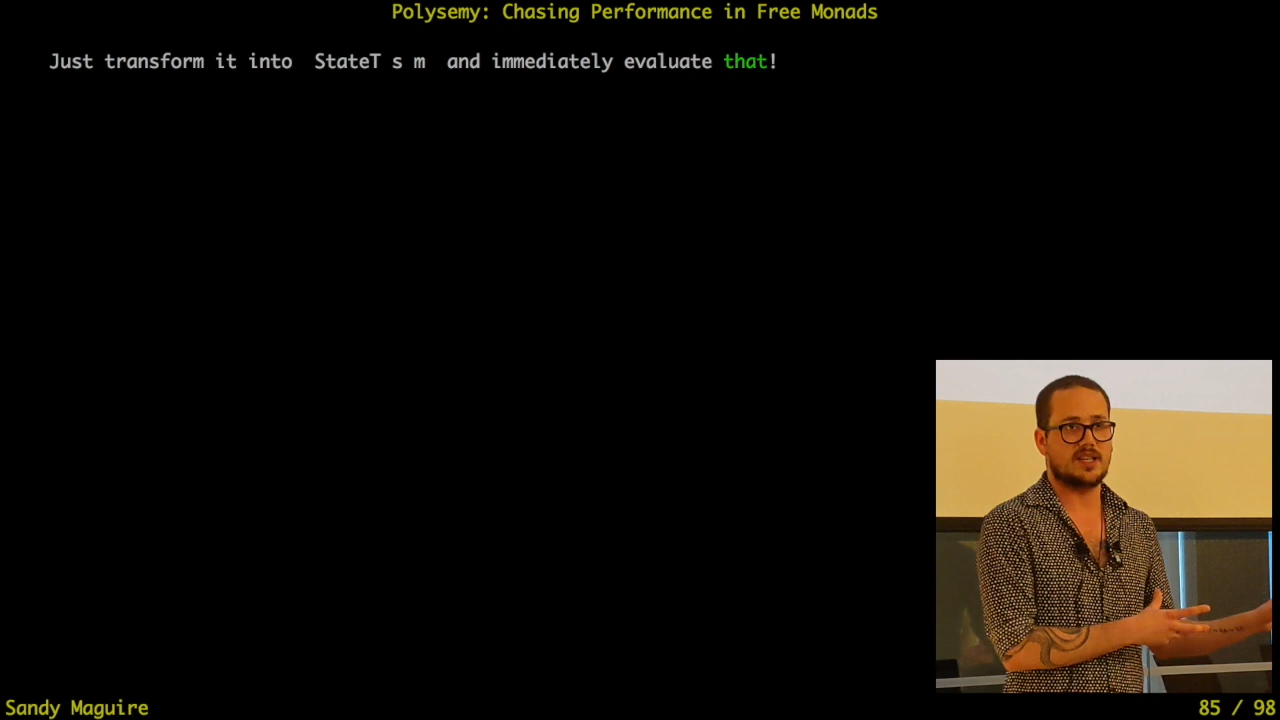 Polysemy: Chasing Performance in Free Monads
Just transform it into StateT s m and immediately evaluate that!
Sandy Maguire
85 / 98